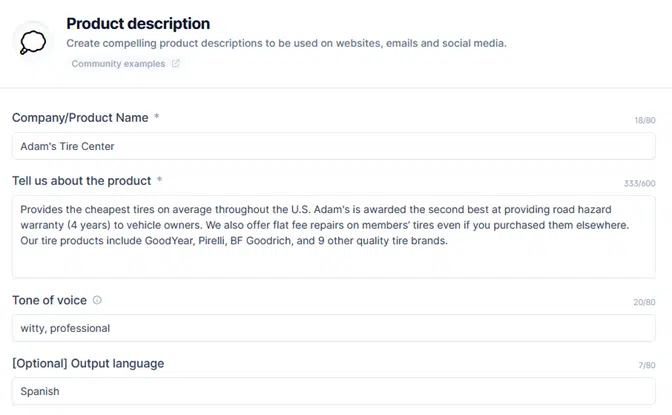 Product description
Create compelling product descriptions to be used on websites, emails and social media.
Community examples
Company/Product Name *
18/80
Adam's Tire Center
Tell us about the product *
333/600
Provides the cheapest tires on average throughout the U.S. Adam's is awarded the second best at providing road hazard
warranty (4 years) to vehicle owners. We also offer flat fee repairs on members' tires even if you purchased them elsewhere.
Our tire products include GoodYear, Pirelli, BF Goodrich, and 9 other quality tire brands.
Tone of voice
20/80
witty, professional
[Optional] Output language
7/80
Spanish